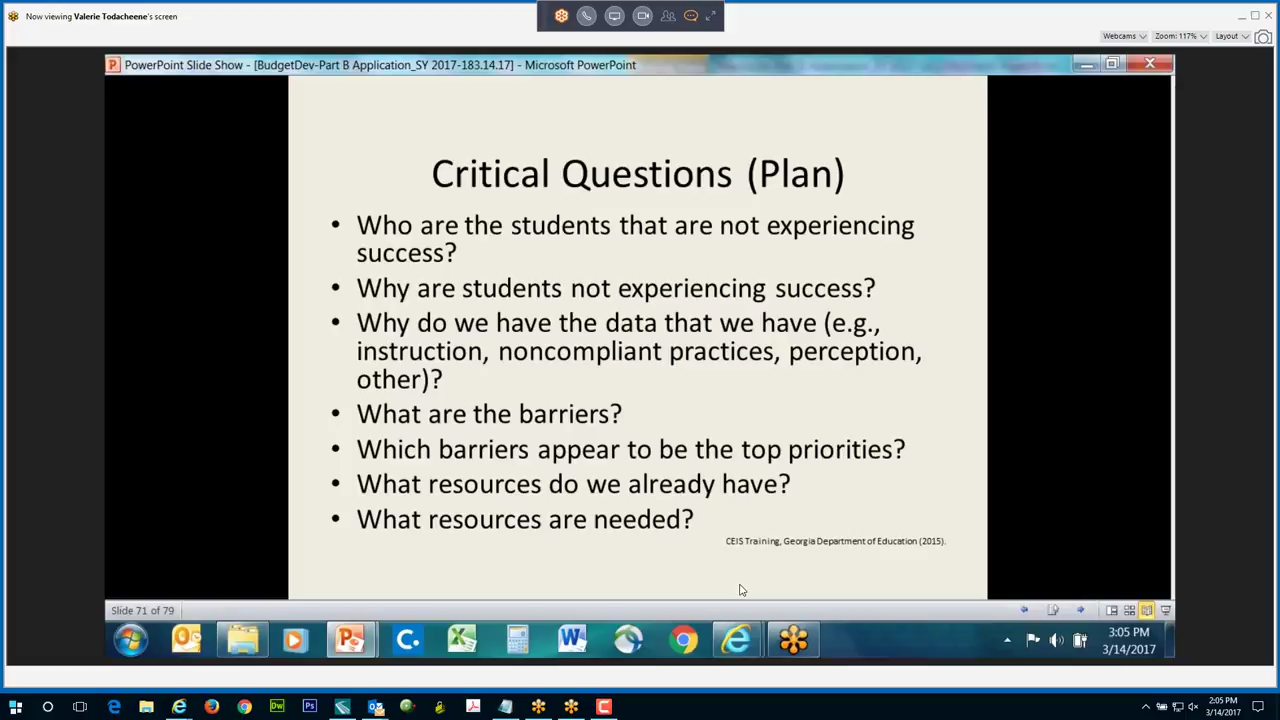 Now viewing Valerie Todacheene's screen
Webcams
Zoom: 117%
Layout
PowerPoint Slide Show - [BudgetDev-Part B Application_SY 2017-183.14.17] - Microsoft PowerPoint
Critical Questions (Plan)
• Who are the students that are not experiencing
success?
• Why are students not experiencing success?
• Why do we have the data that we have (e.g.,
instruction, noncompliant practices, perception,
other)?
• What are the barriers?
• Which barriers appear to be the top priorities?
• What resources do we already have?
• What resources are needed?
CEIS Training, Georgia Department of Education (2015).
Slide 71 of 79
3:05 PM
3/14/2017
2:05 PM
3/14/2017